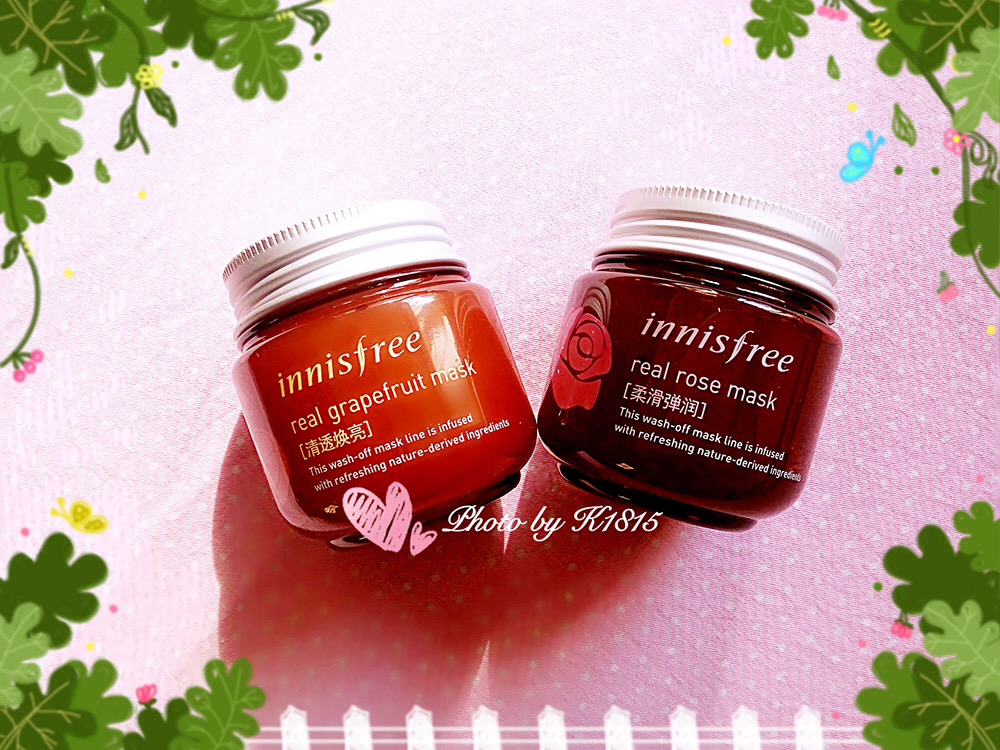 innisfree
real grapefruit mask
[清透焕亮]
This wash-off mask line is infused
with refreshing nature-derived ingredients
innisfree
real rose mask
[柔滑弹润]
This wash-off mask line is infused
with refreshing nature-derived ingredients
Photo by K1815